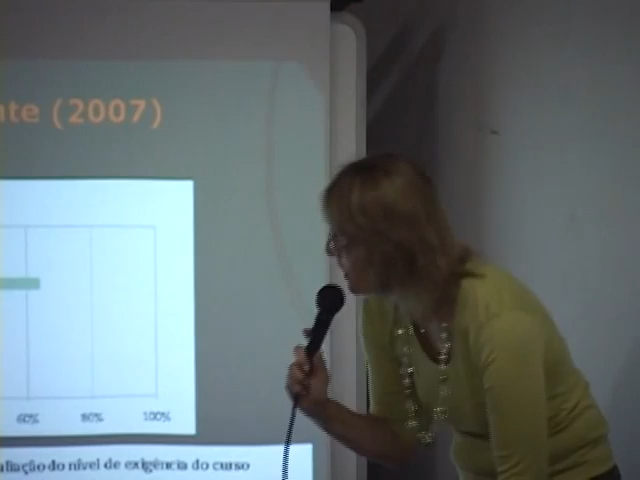 nte (2007)
60% 80% 100%
aliação do nível de exigência do curso